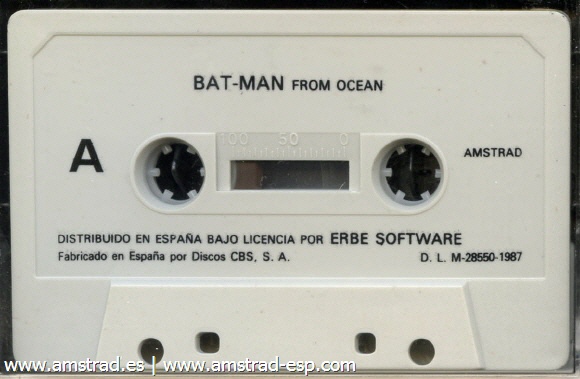 BAT-MAN FROM OCEAN
100 50 0
A
AMSTRAD
DISTRIBUIDO EN ESPAÑA BAJO LICENCIA POR ERBE SOFTWARE
Fabricado en España por Discos CBS, S. A.
D. L. M-28550-1987
www.amstrad.es | www.amstrad-esp.com